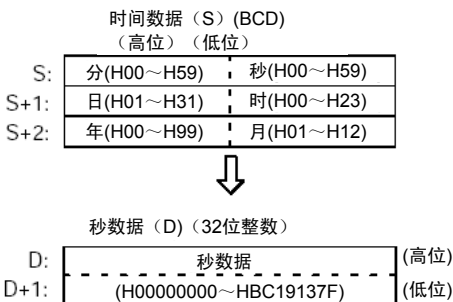 时间数据（S）(BCD)
（高位）（低位）
S: 分(H00～H59) 秒(H00～H59)
S+1: 日(H01～H31) 时(H00～H23)
S+2: 年(H00～H99) 月(H01～H12)
秒数据（D)（32位整数）
D: 秒数据 (高位)
D+1: (H00000000～HBC19137F) (低位)